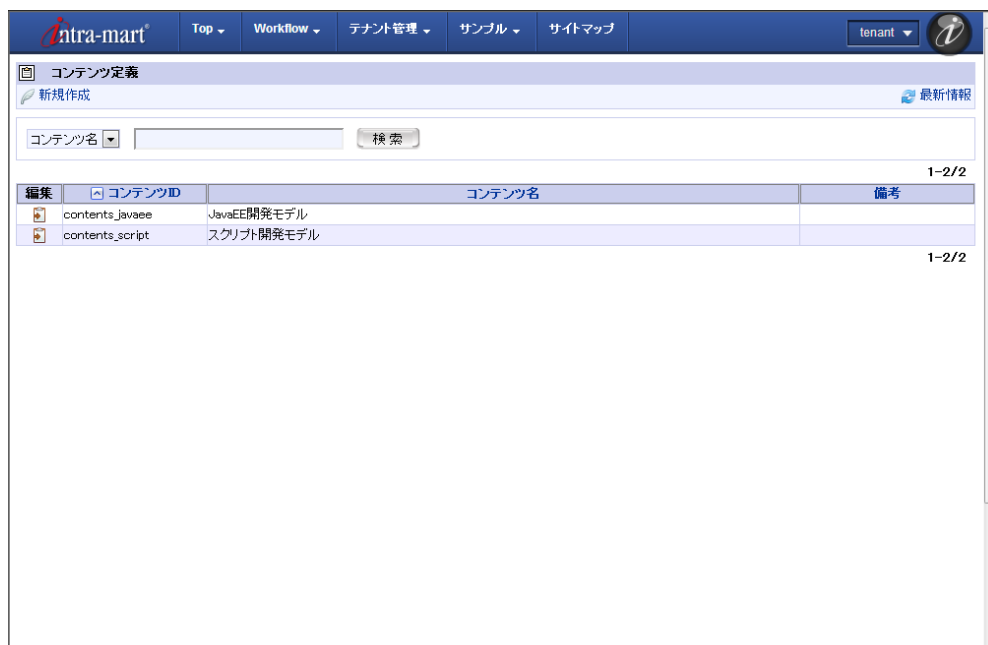 intra-mart® Top Workflow テナント管理 サンプル サイトマップ tenant
コンテンツ定義
新規作成 最新情報
コンテンツ名 検索
1-2/2
編集 コンテンツID コンテンツ名 備考
contents_javaee JavaEE開発モデル
contents_script スクリプト開発モデル
1-2/2